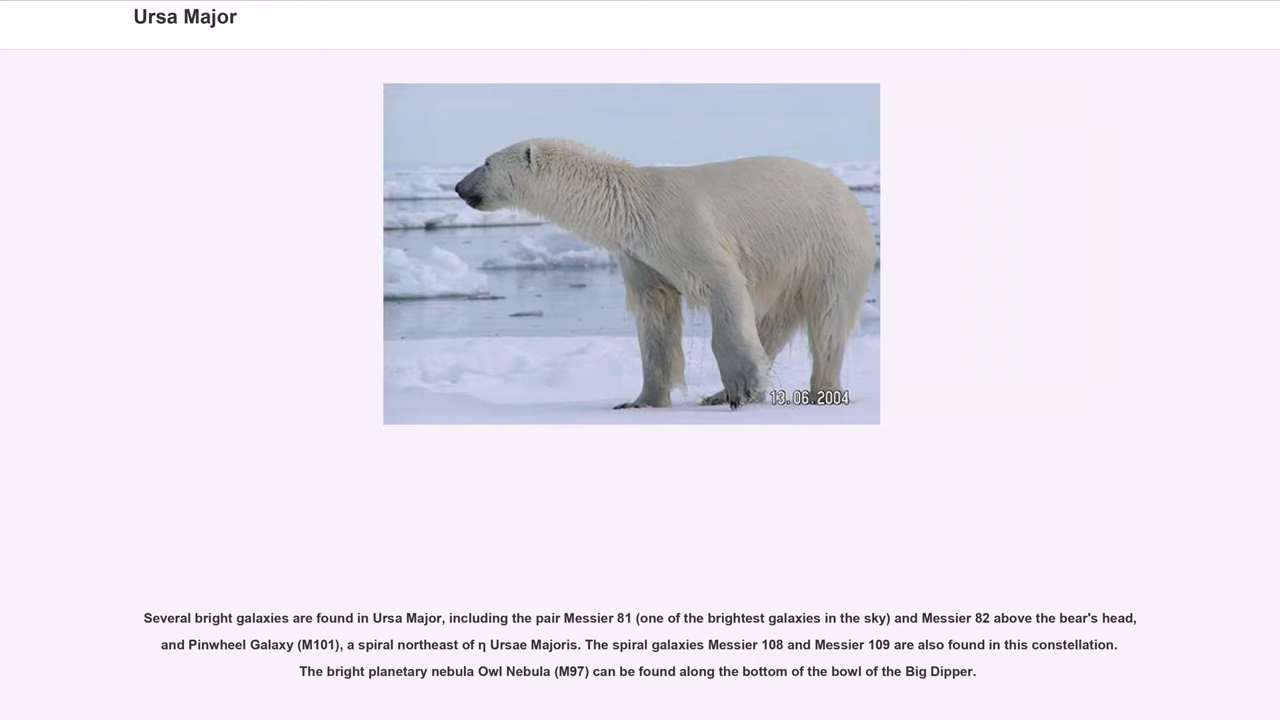 Ursa Major
13.06.2004
Several bright galaxies are found in Ursa Major, including the pair Messier 81 (one of the brightest galaxies in the sky) and Messier 82 above the bear's head,
and Pinwheel Galaxy (M101), a spiral northeast of η Ursae Majoris. The spiral galaxies Messier 108 and Messier 109 are also found in this constellation.
The bright planetary nebula Owl Nebula (M97) can be found along the bottom of the bowl of the Big Dipper.